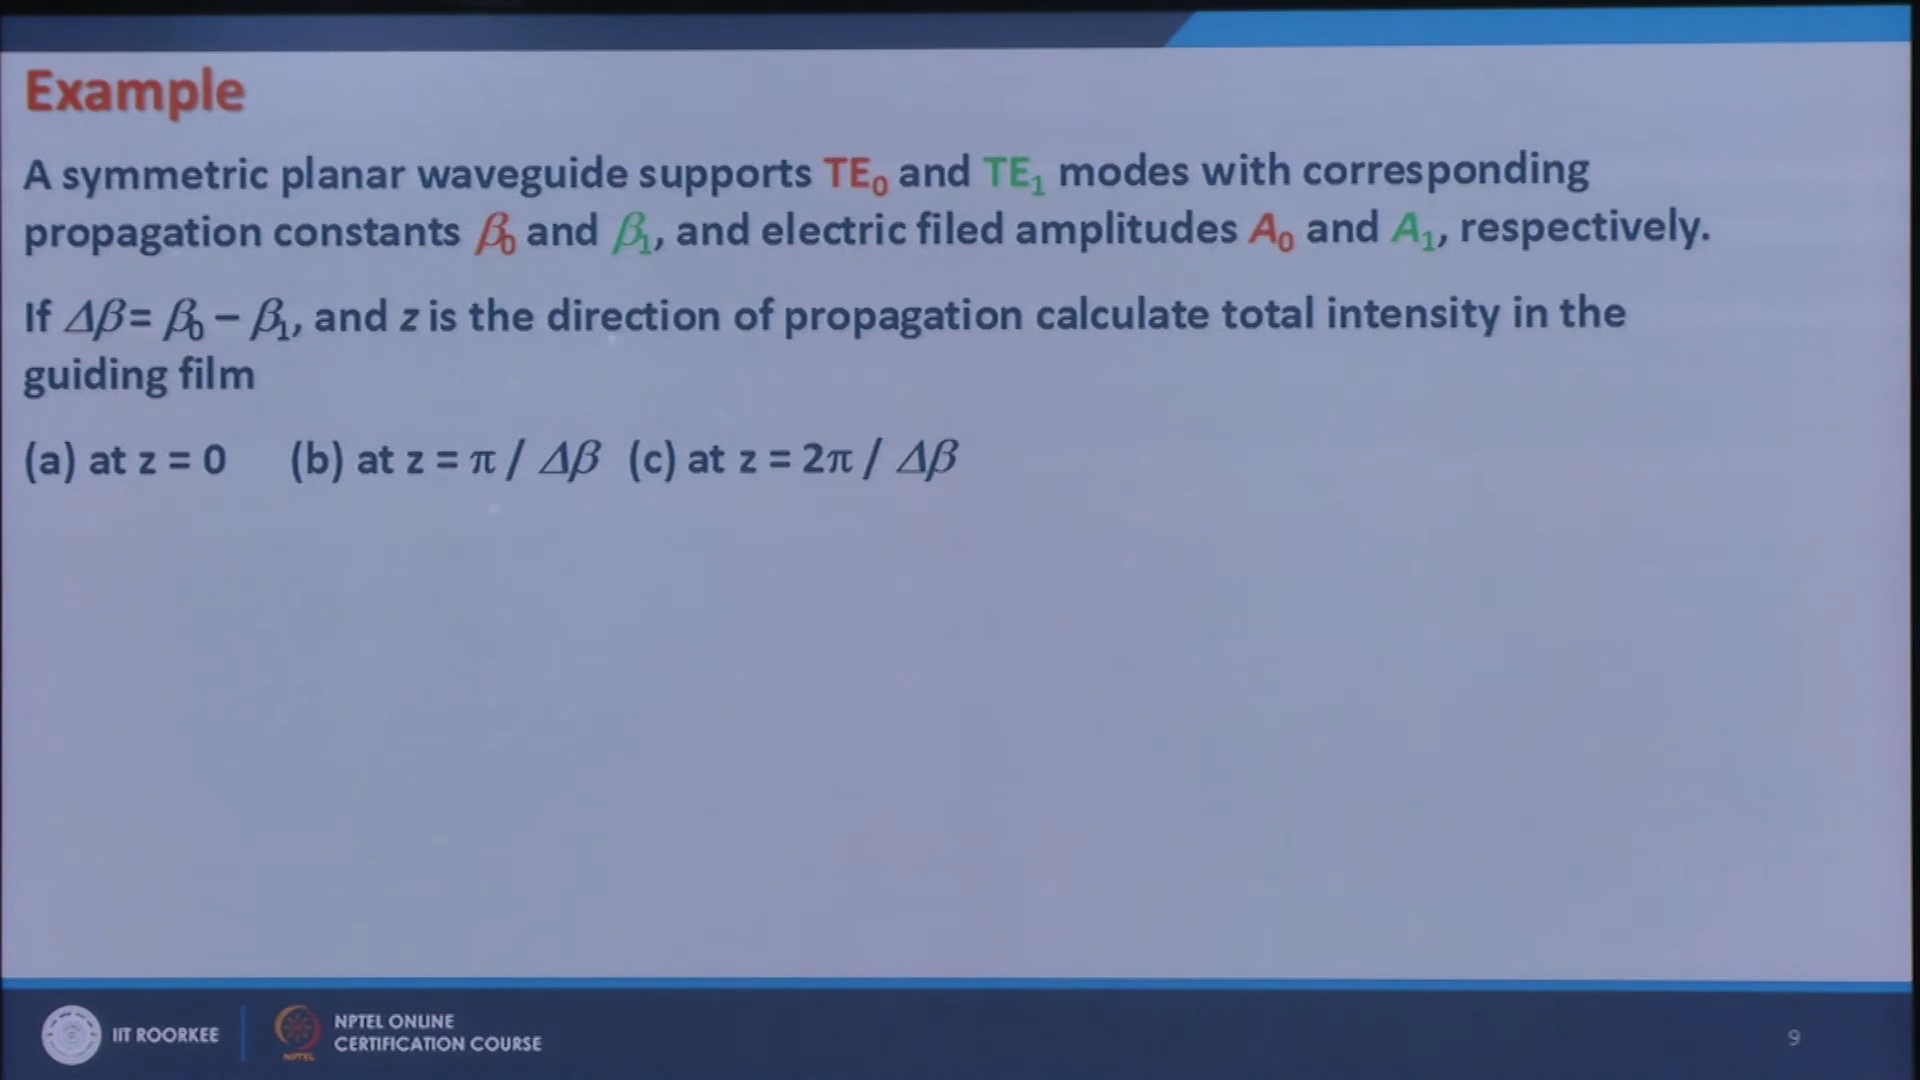 Example
A symmetric planar waveguide supports TE₀ and TE₁ modes with corresponding
propagation constants β₀ and β₁, and electric filed amplitudes A₀ and A₁, respectively.
If Δβ= β₀ – β₁, and z is the direction of propagation calculate total intensity in the
guiding film
(a) at z = 0 (b) at z = π / Δβ (c) at z = 2π / Δβ
IIT ROORKEE
NPTEL
NPTEL ONLINE
CERTIFICATION COURSE
9